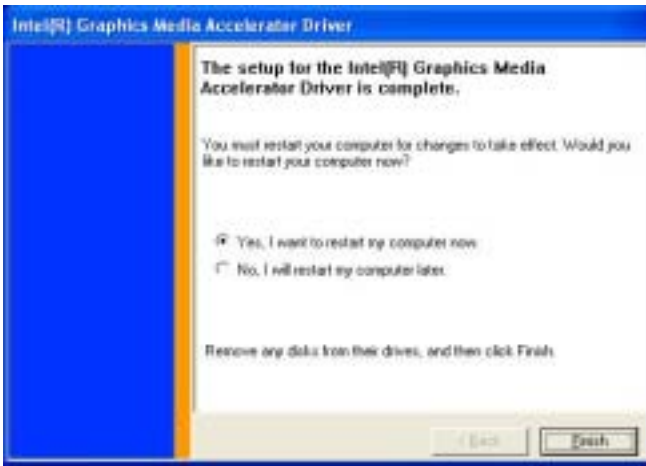 Intel(R) Graphics Media Accelerator Driver
The setup for the Intel(R) Graphics Media
Accelerator Driver is complete.
You must restart your computer for changes to take effect. Would you
like to restart your computer now?
Yes, I want to restart my computer now.
No, I will restart my computer later.
Remove any disks from their drives, and then click Finish.
< Back
Finish